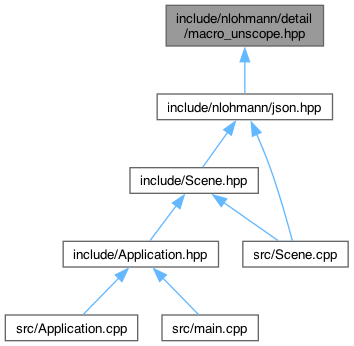 include/nlohmann/detail
/macro_unscope.hpp
include/nlohmann/json.hpp
include/Scene.hpp
include/Application.hpp
src/Scene.cpp
src/Application.cpp
src/main.cpp